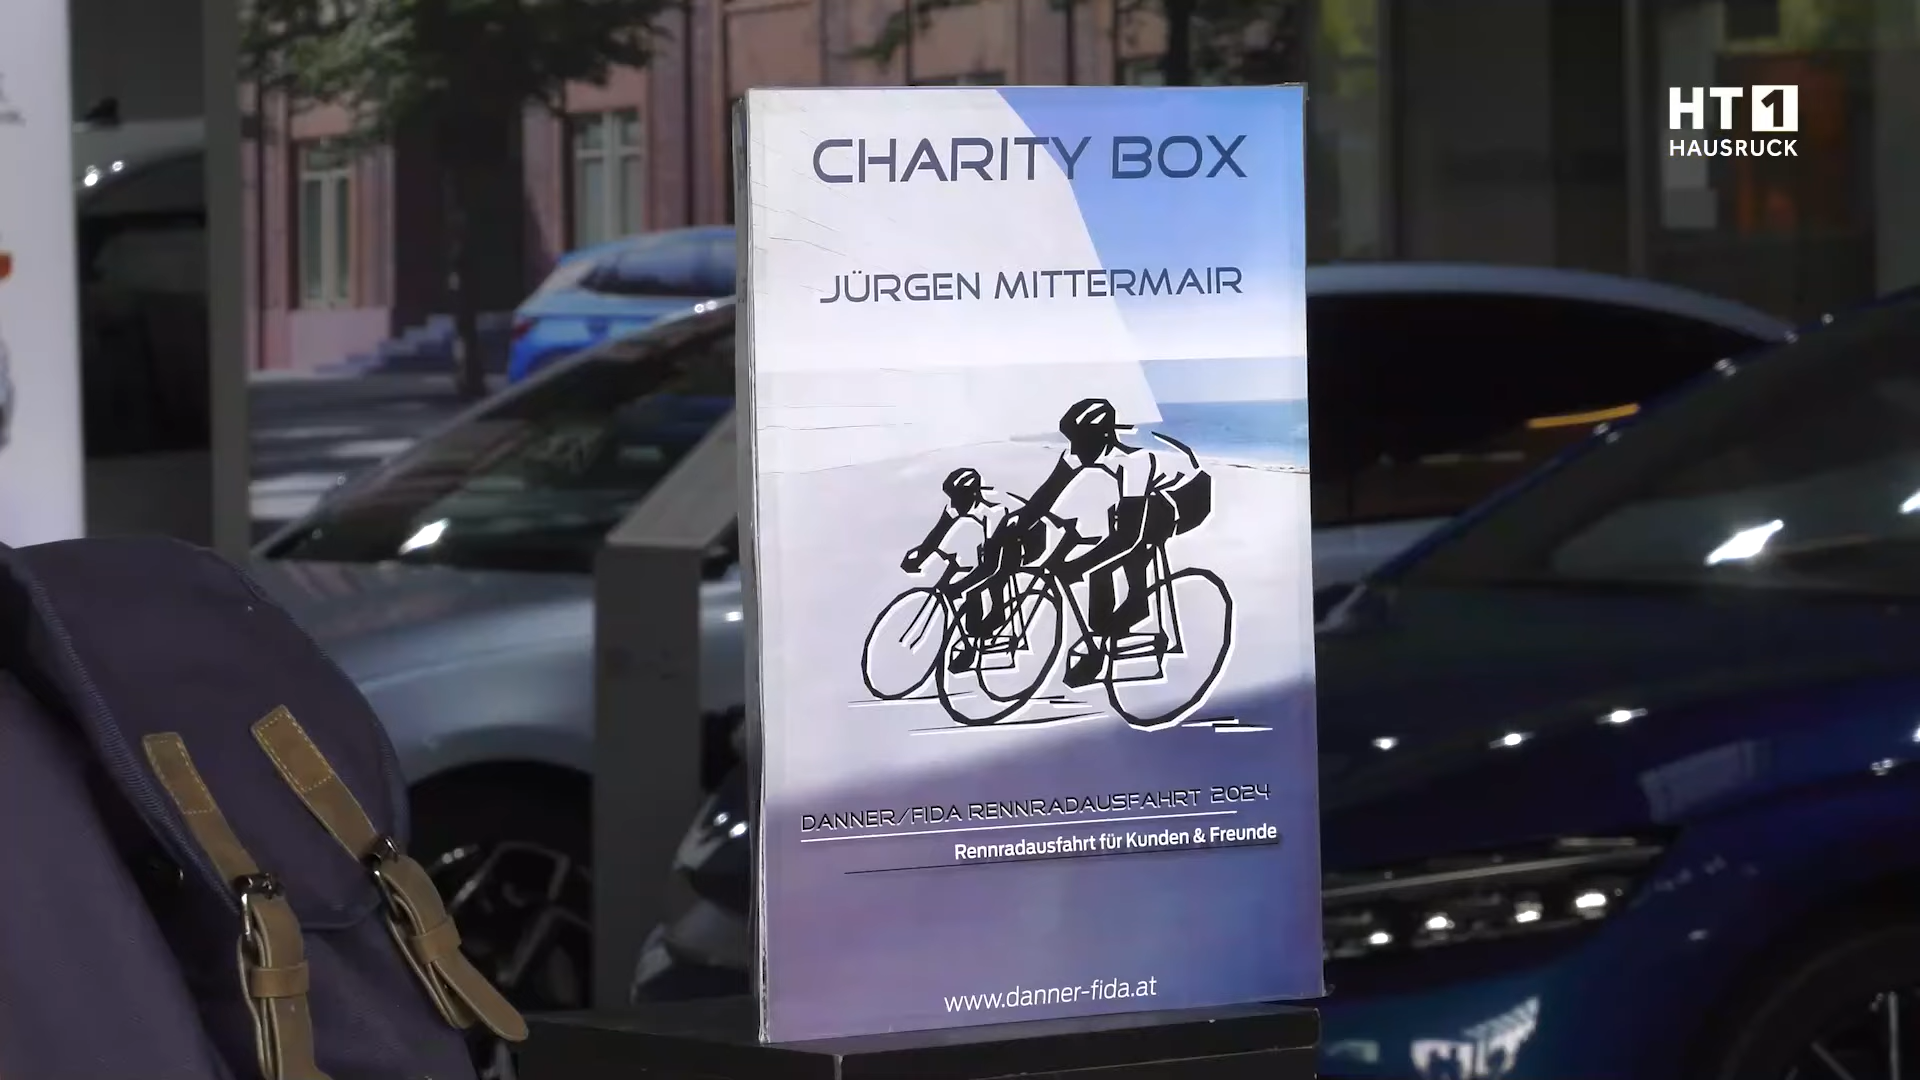 HT1
HAUSRUCK
CHARITY BOX
JÜRGEN MITTERMAIR
DANNER/FIDA RENNRADAUSFAHRT 2024
Rennradausfahrt für Kunden & Freunde
www.danner-fida.at